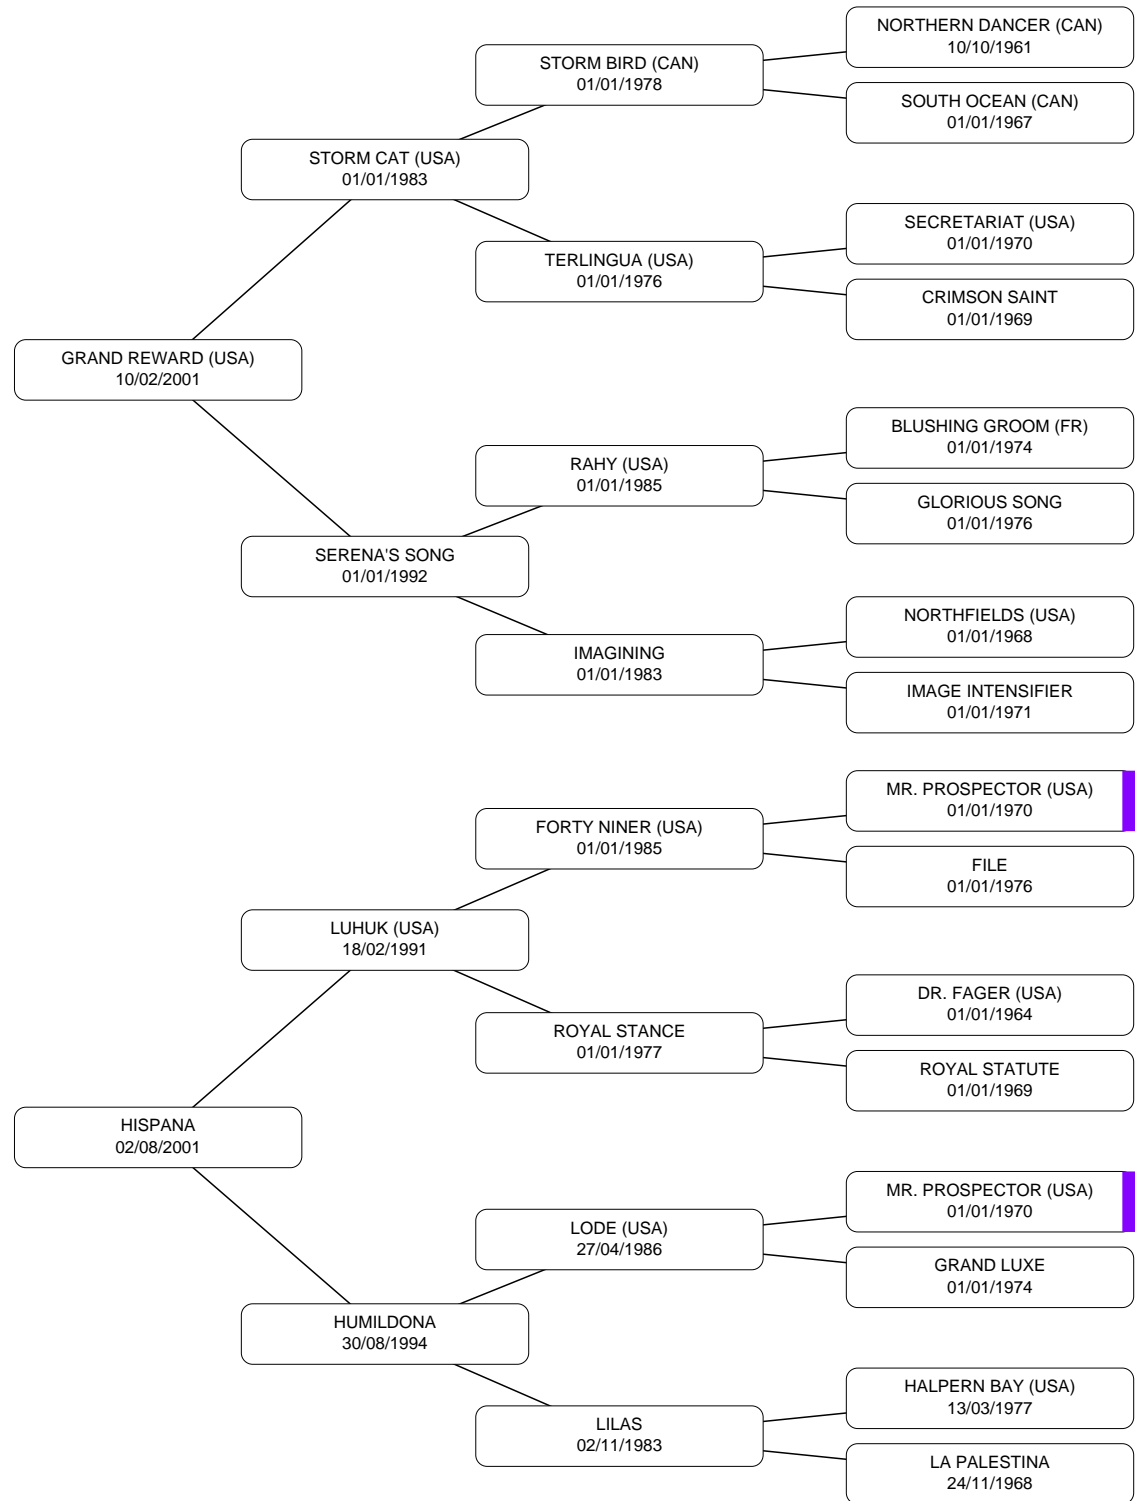 NORTHERN DANCER (CAN)
10/10/1961
STORM BIRD (CAN)
01/01/1978
SOUTH OCEAN (CAN)
01/01/1967
STORM CAT (USA)
01/01/1983
SECRETARIAT (USA)
01/01/1970
TERLINGUA (USA)
01/01/1976
CRIMSON SAINT
01/01/1969
GRAND REWARD (USA)
10/02/2001
BLUSHING GROOM (FR)
01/01/1974
RAHY (USA)
01/01/1985
GLORIOUS SONG
01/01/1976
SERENA'S SONG
01/01/1992
NORTHFIELDS (USA)
01/01/1968
IMAGINING
01/01/1983
IMAGE INTENSIFIER
01/01/1971
MR. PROSPECTOR (USA)
01/01/1970
FORTY NINER (USA)
01/01/1985
FILE
01/01/1976
LUHUK (USA)
18/02/1991
DR. FAGER (USA)
01/01/1964
ROYAL STANCE
01/01/1977
ROYAL STATUTE
01/01/1969
HISPANA
02/08/2001
MR. PROSPECTOR (USA)
01/01/1970
LODE (USA)
27/04/1986
GRAND LUXE
01/01/1974
HUMILDONA
30/08/1994
HALPERN BAY (USA)
13/03/1977
LILAS
02/11/1983
LA PALESTINA
24/11/1968